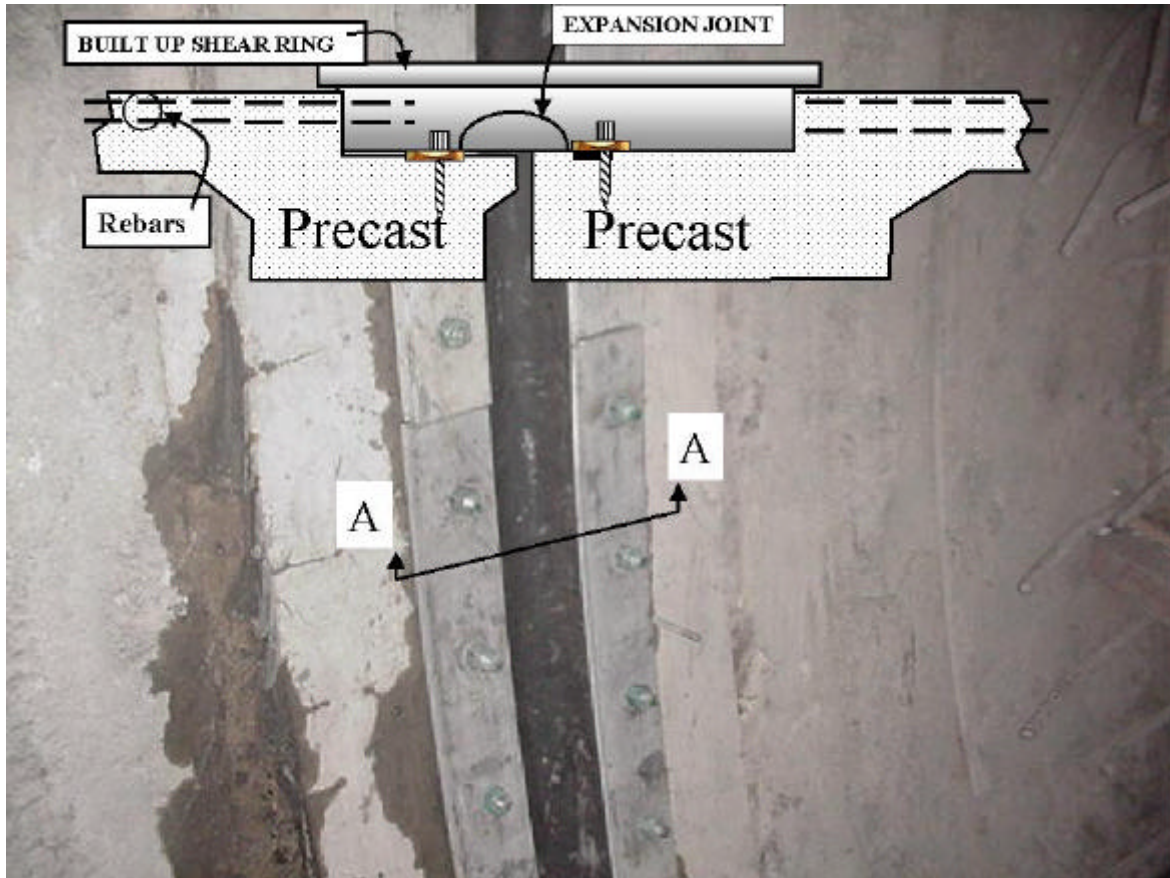 BUILT UP SHEAR RING
EXPANSION JOINT
Rebars
Precast
Precast
A
A